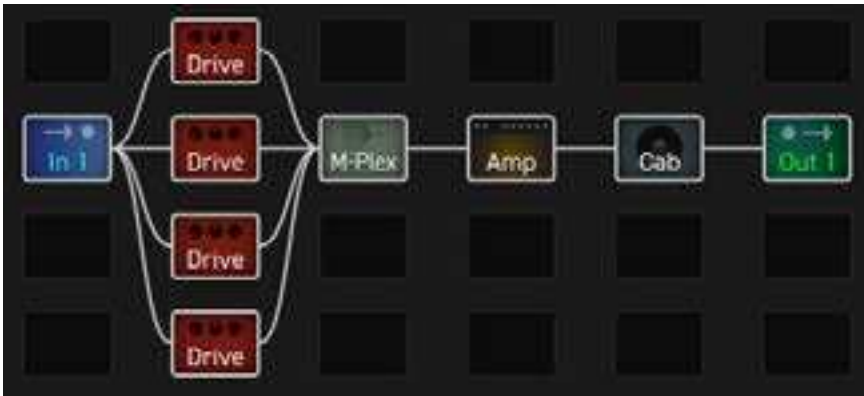 Drive
In 1
Drive
M-Plex
Amp
Cab
Out 1
Drive
Drive